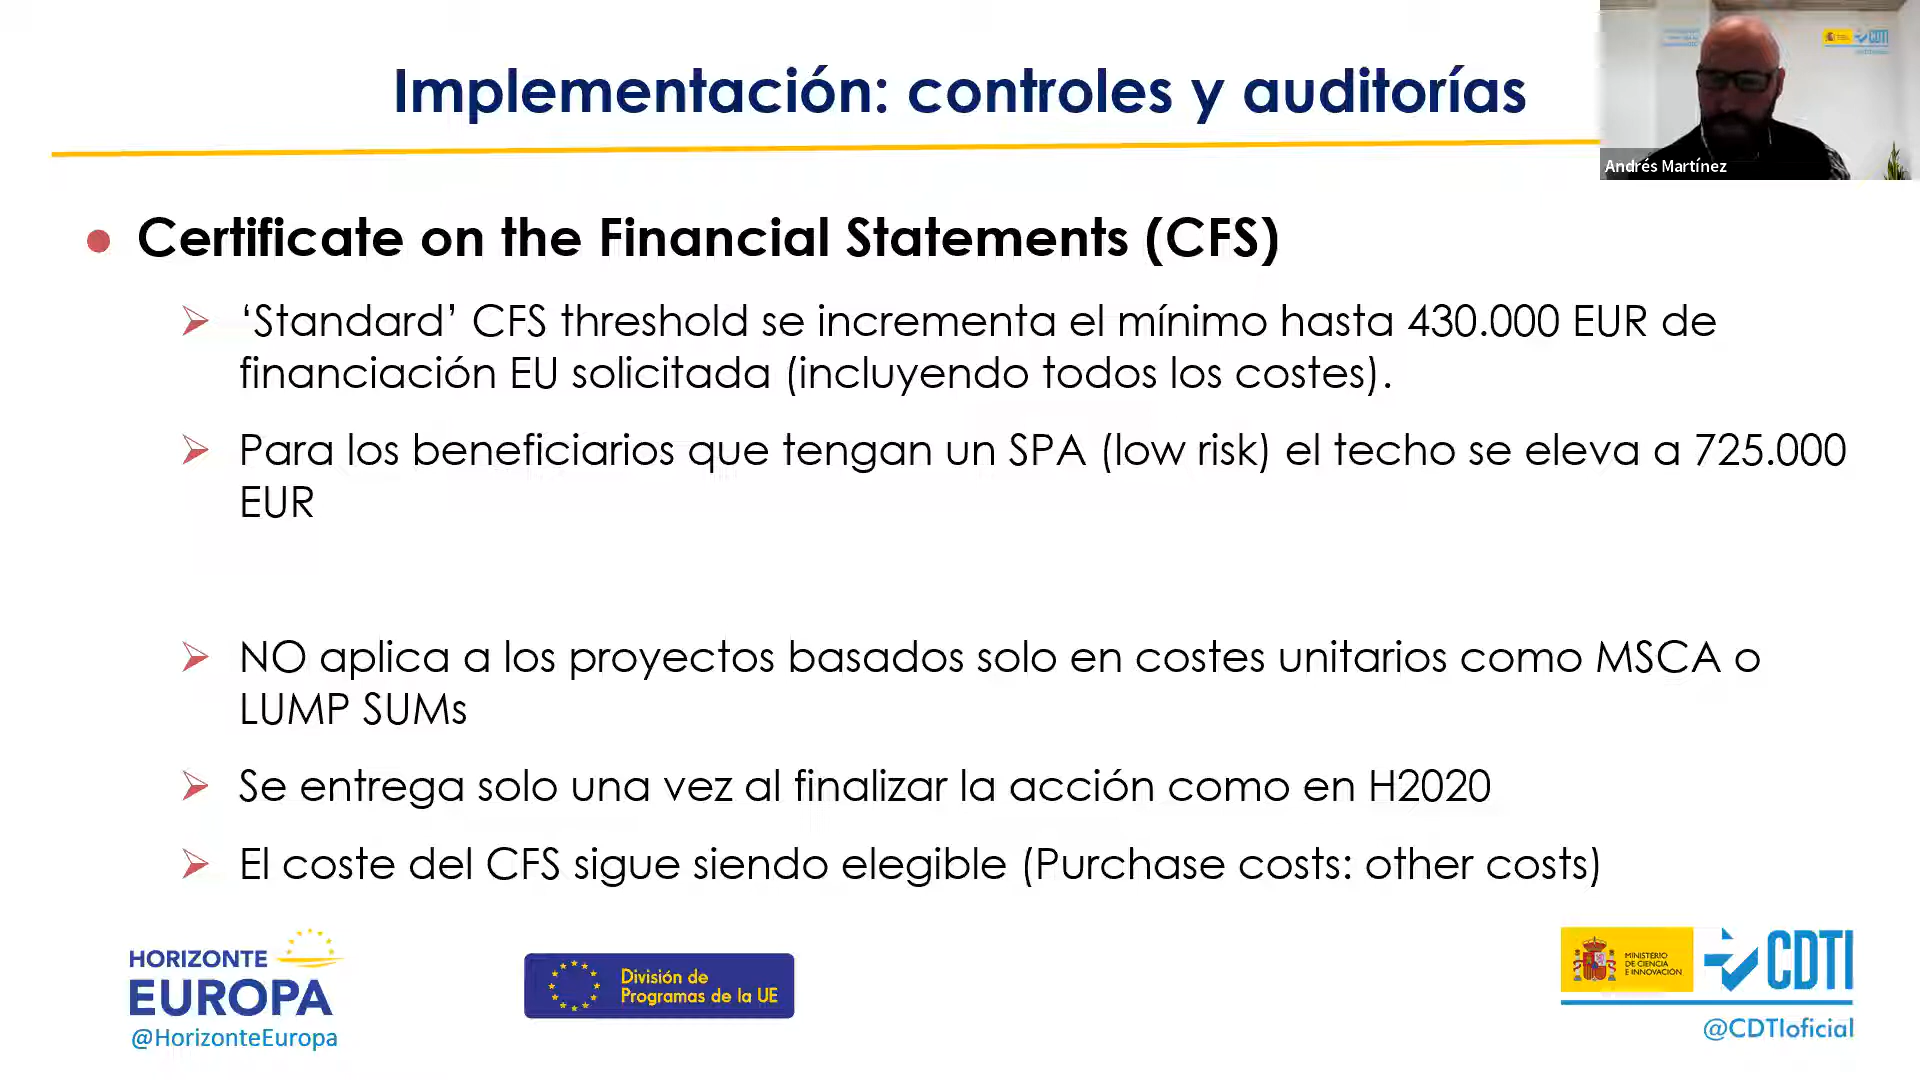 Implementación: controles y auditorías
CDTI
Andrés Martínez
Certificate on the Financial Statements (CFS)
‘Standard’ CFS threshold se incrementa el mínimo hasta 430.000 EUR de
financiación EU solicitada (incluyendo todos los costes).
Para los beneficiarios que tengan un SPA (low risk) el techo se eleva a 725.000
EUR
NO aplica a los proyectos basados solo en costes unitarios como MSCA o
LUMP SUMs
Se entrega solo una vez al finalizar la acción como en H2020
El coste del CFS sigue siendo elegible (Purchase costs: other costs)
HORIZONTE
EUROPA
@HorizonteEuropa
División de
Programas de la UE
MINISTERIO
DE CIENCIA
E INNOVACIÓN
CDTI
@CDTIoficial